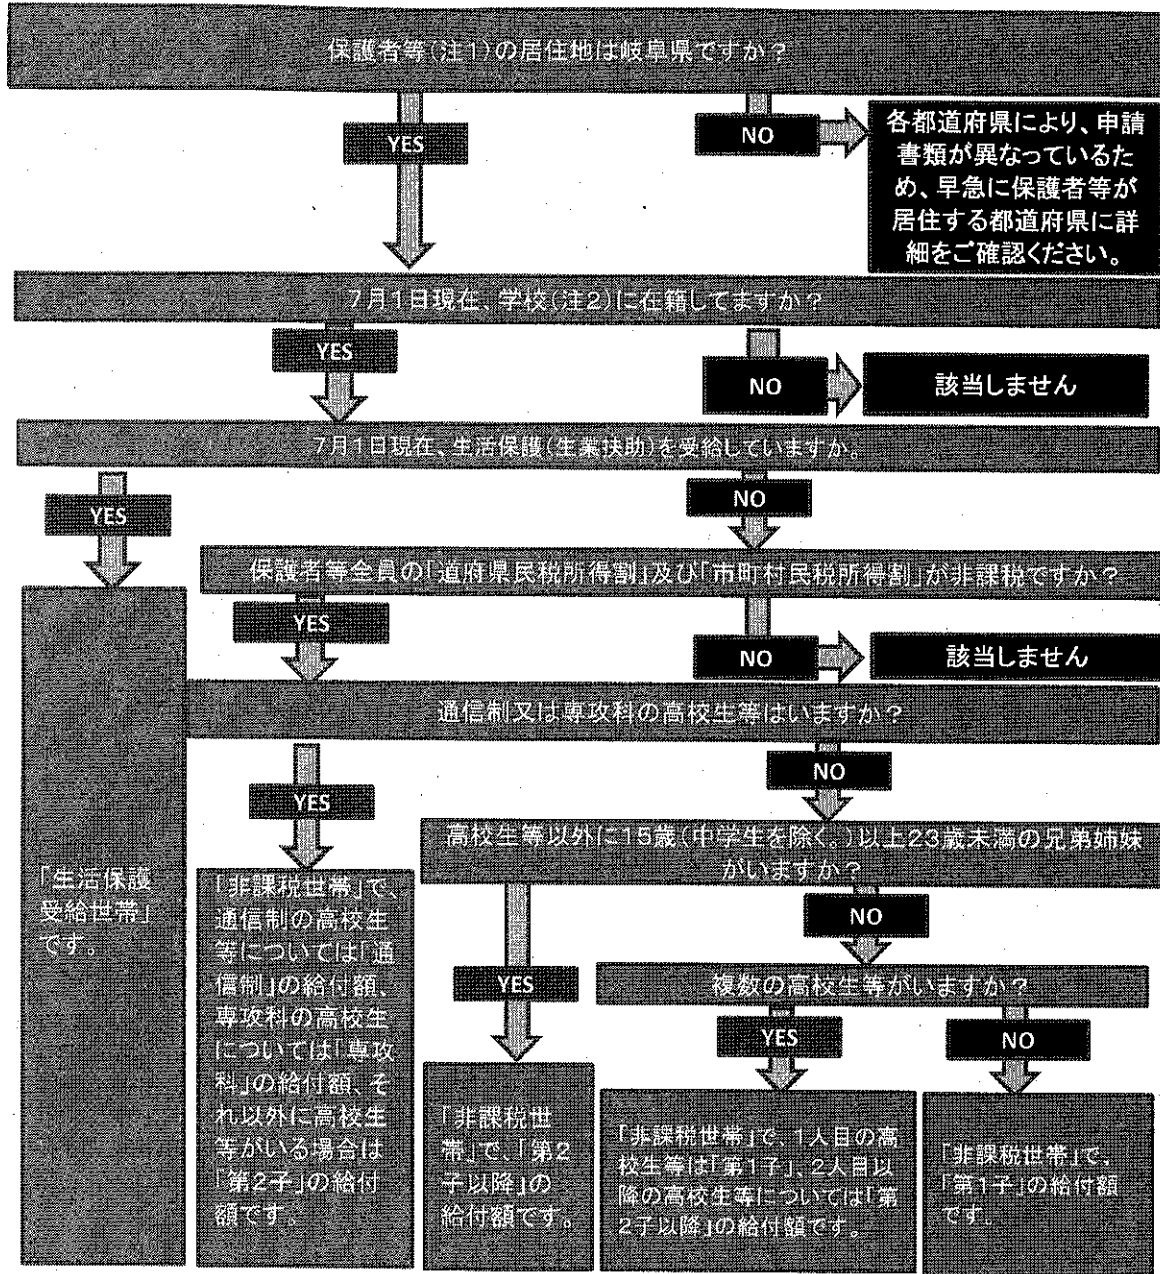 保護者等(注1)の居住地は岐阜県ですか？
YES
NO
各都道府県により、申請
書類が異なっているた
め、早急に保護者等が
居住する都道府県に詳
細をご確認ください。
7月1日現在、学校(注2)に在籍してますか？
YES
NO
該当しません
7月1日現在、生活保護(生業扶助)を受給していますか。
YES
NO
保護者等全員の「道府県民税所得割」及び「市町村民税所得割」が非課税ですか？
YES
NO
該当しません
通信制又は専攻科の高校生等はいますか？
YES
NO
高校生等以外に15歳(中学生を除く。)以上23歳未満の兄弟姉妹
がいますか？
YES
NO
複数の高校生等がいますか？
YES
NO
「生活保護
受給世帯」
です。
「非課税世帯」で、
通信制の高校生
等については「通
信制」の給付額、
専攻科の高校生
については「専攻
科」の給付額、そ
れ以外に高校生
等がいる場合は
「第2子」の給付
額です。
「非課税世
帯」で、「第2
子以降」の
給付額です。
「非課税世帯」で、1人目の高
校生等は「第1子」、2人目以
降の高校生等については「第
2子以降」の給付額です。
「非課税世帯」で、
「第1子」の給付額
です。